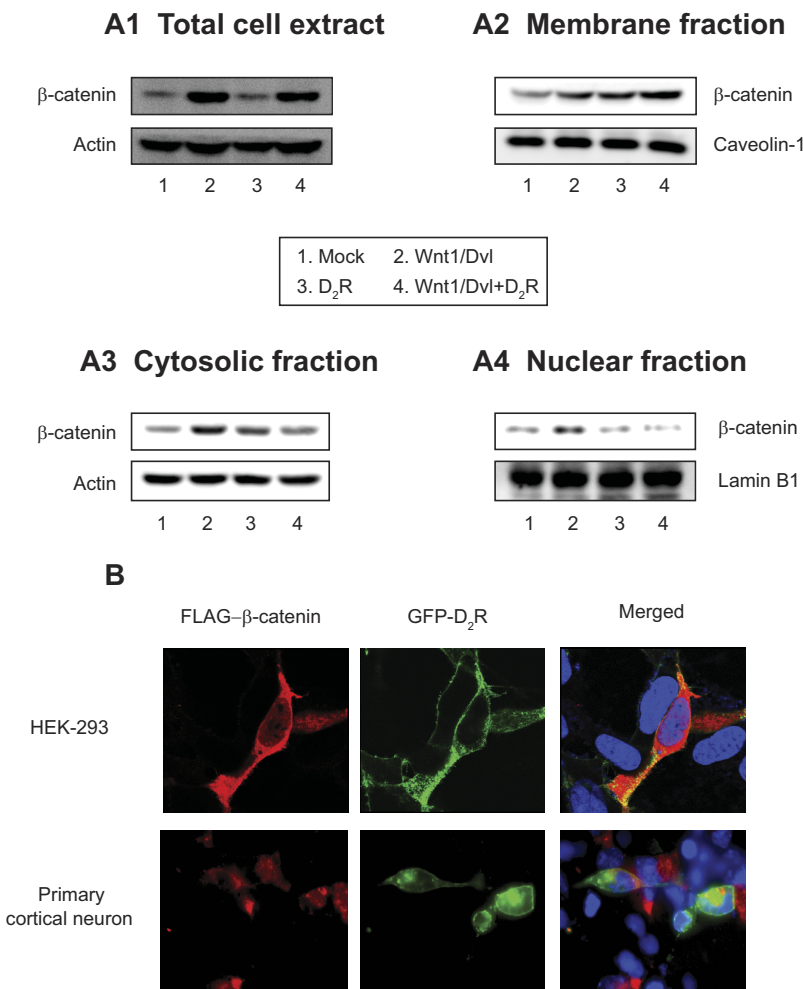 A1 Total cell extract
A2 Membrane fraction
β-catenin
Actin
1 2 3 4
β-catenin
Caveolin-1
1 2 3 4
1. Mock 2. Wnt1/Dvl
3. D₂R 4. Wnt1/Dvl+D₂R
A3 Cytosolic fraction
A4 Nuclear fraction
β-catenin
Actin
1 2 3 4
β-catenin
Lamin B1
1 2 3 4
B
FLAG–β-catenin GFP-D₂R Merged
HEK-293
Primary
cortical neuron